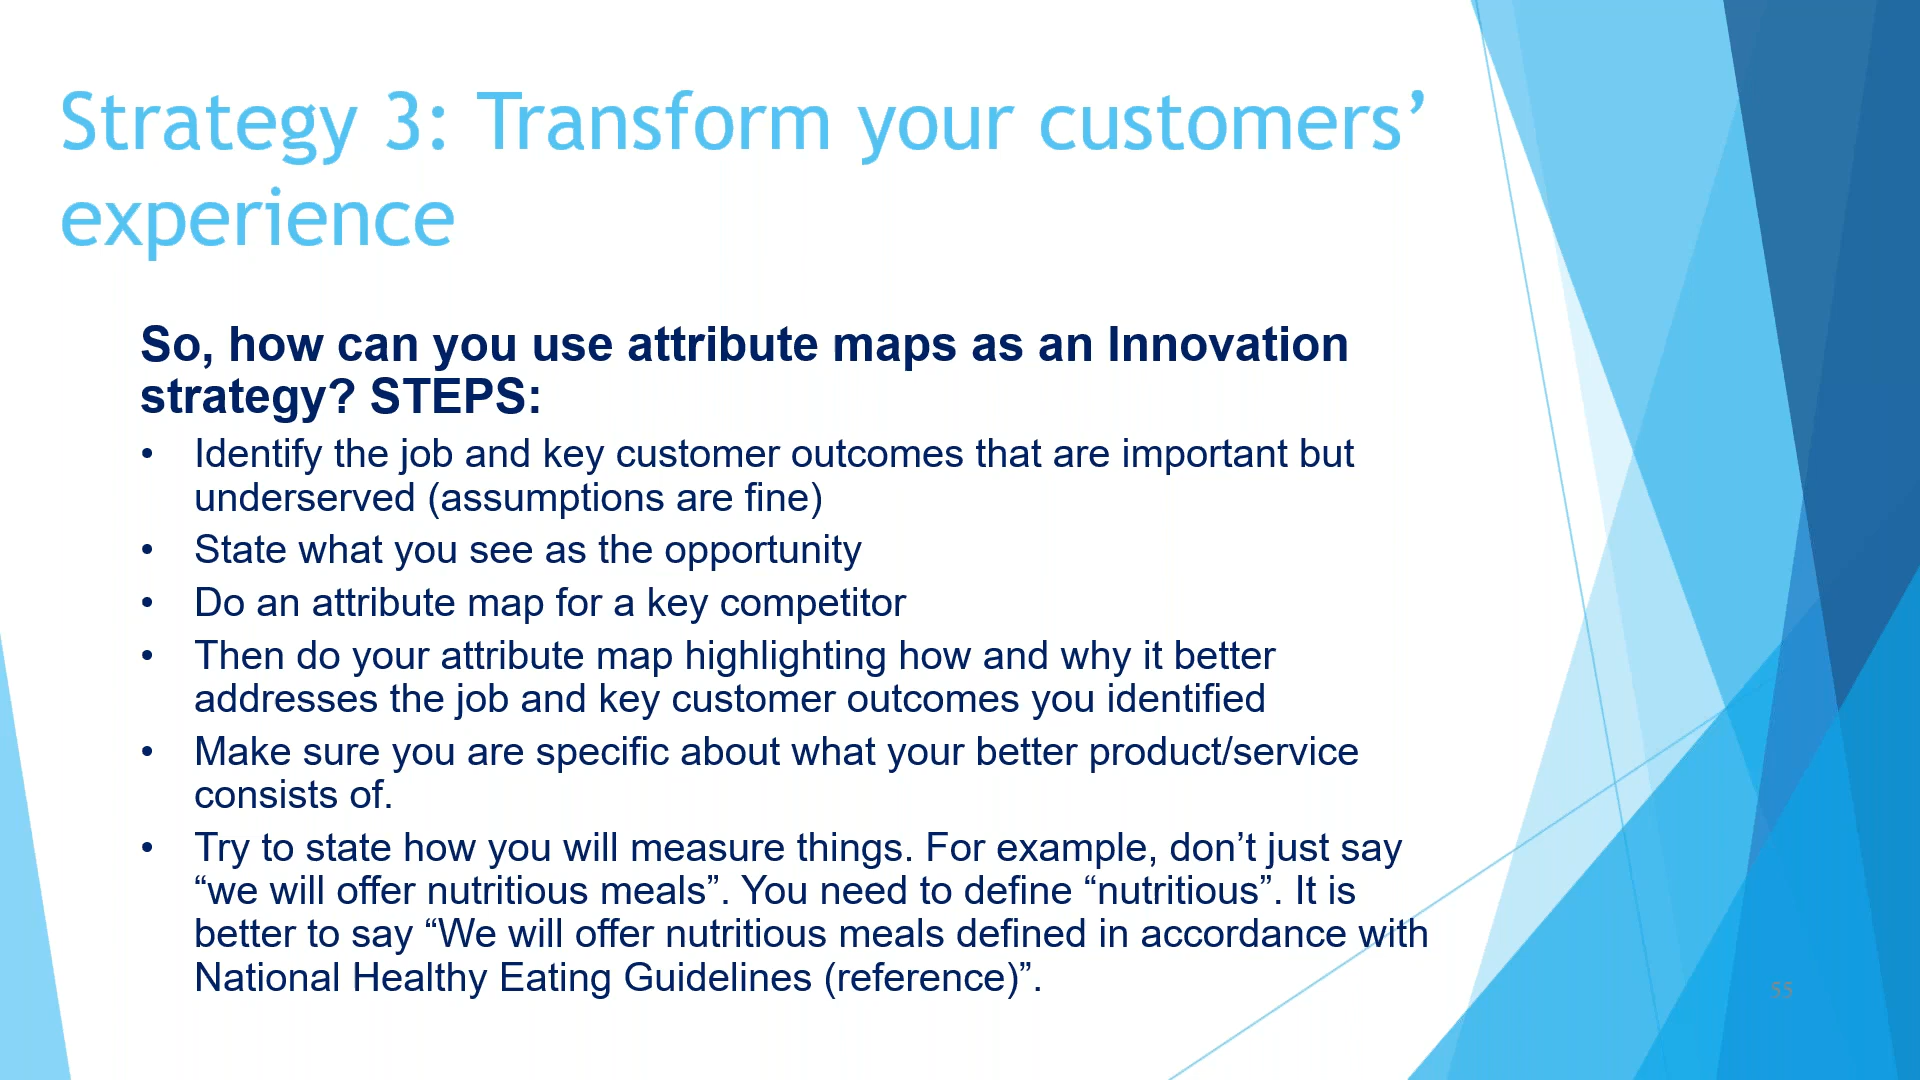 Strategy 3: Transform your customers’
experience
So, how can you use attribute maps as an Innovation
strategy? STEPS:
• Identify the job and key customer outcomes that are important but
underserved (assumptions are fine)
• State what you see as the opportunity
• Do an attribute map for a key competitor
• Then do your attribute map highlighting how and why it better
addresses the job and key customer outcomes you identified
• Make sure you are specific about what your better product/service
consists of.
• Try to state how you will measure things. For example, don’t just say
“we will offer nutritious meals”. You need to define “nutritious”. It is
better to say “We will offer nutritious meals defined in accordance with
National Healthy Eating Guidelines (reference)”.
55